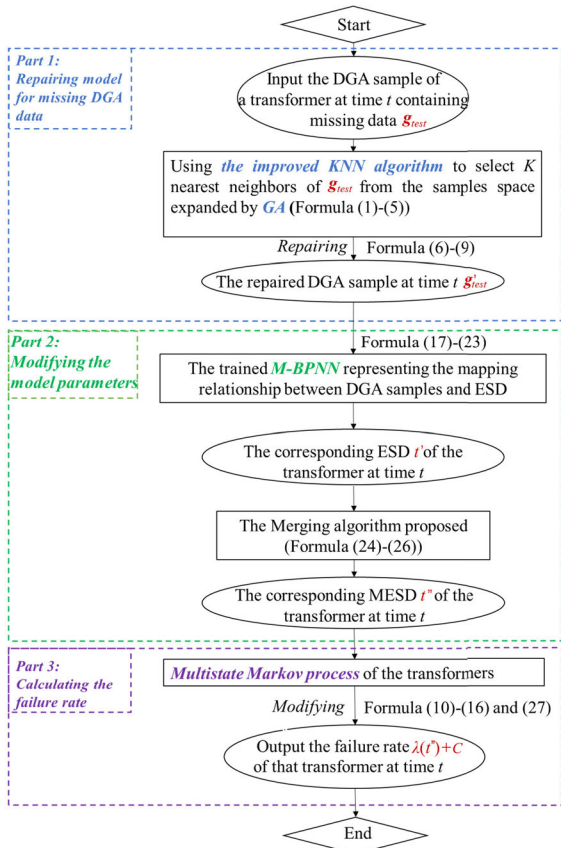 Start
Part 1:
Repairing model
for missing DGA
data
Input the DGA sample of
a transformer at time t containing
missing data g_test
Using the improved KNN algorithm to select K
nearest neighbors of g_test from the samples space
expanded by GA (Formula (1)-(5))
Repairing Formula (6)-(9)
The repaired DGA sample at time t g'_test
Part 2:
Modifying the
model parameters
Formula (17)-(23)
The trained M-BPNN representing the mapping
relationship between DGA samples and ESD
The corresponding ESD t' of the
transformer at time t
The Merging algorithm proposed
(Formula (24)-(26))
The corresponding MESD t'' of the
transformer at time t
Part 3:
Calculating the
failure rate
Multistate Markov process of the transformers
Modifying Formula (10)-(16) and (27)
Output the failure rate λ(t'')+C
of that transformer at time t
End